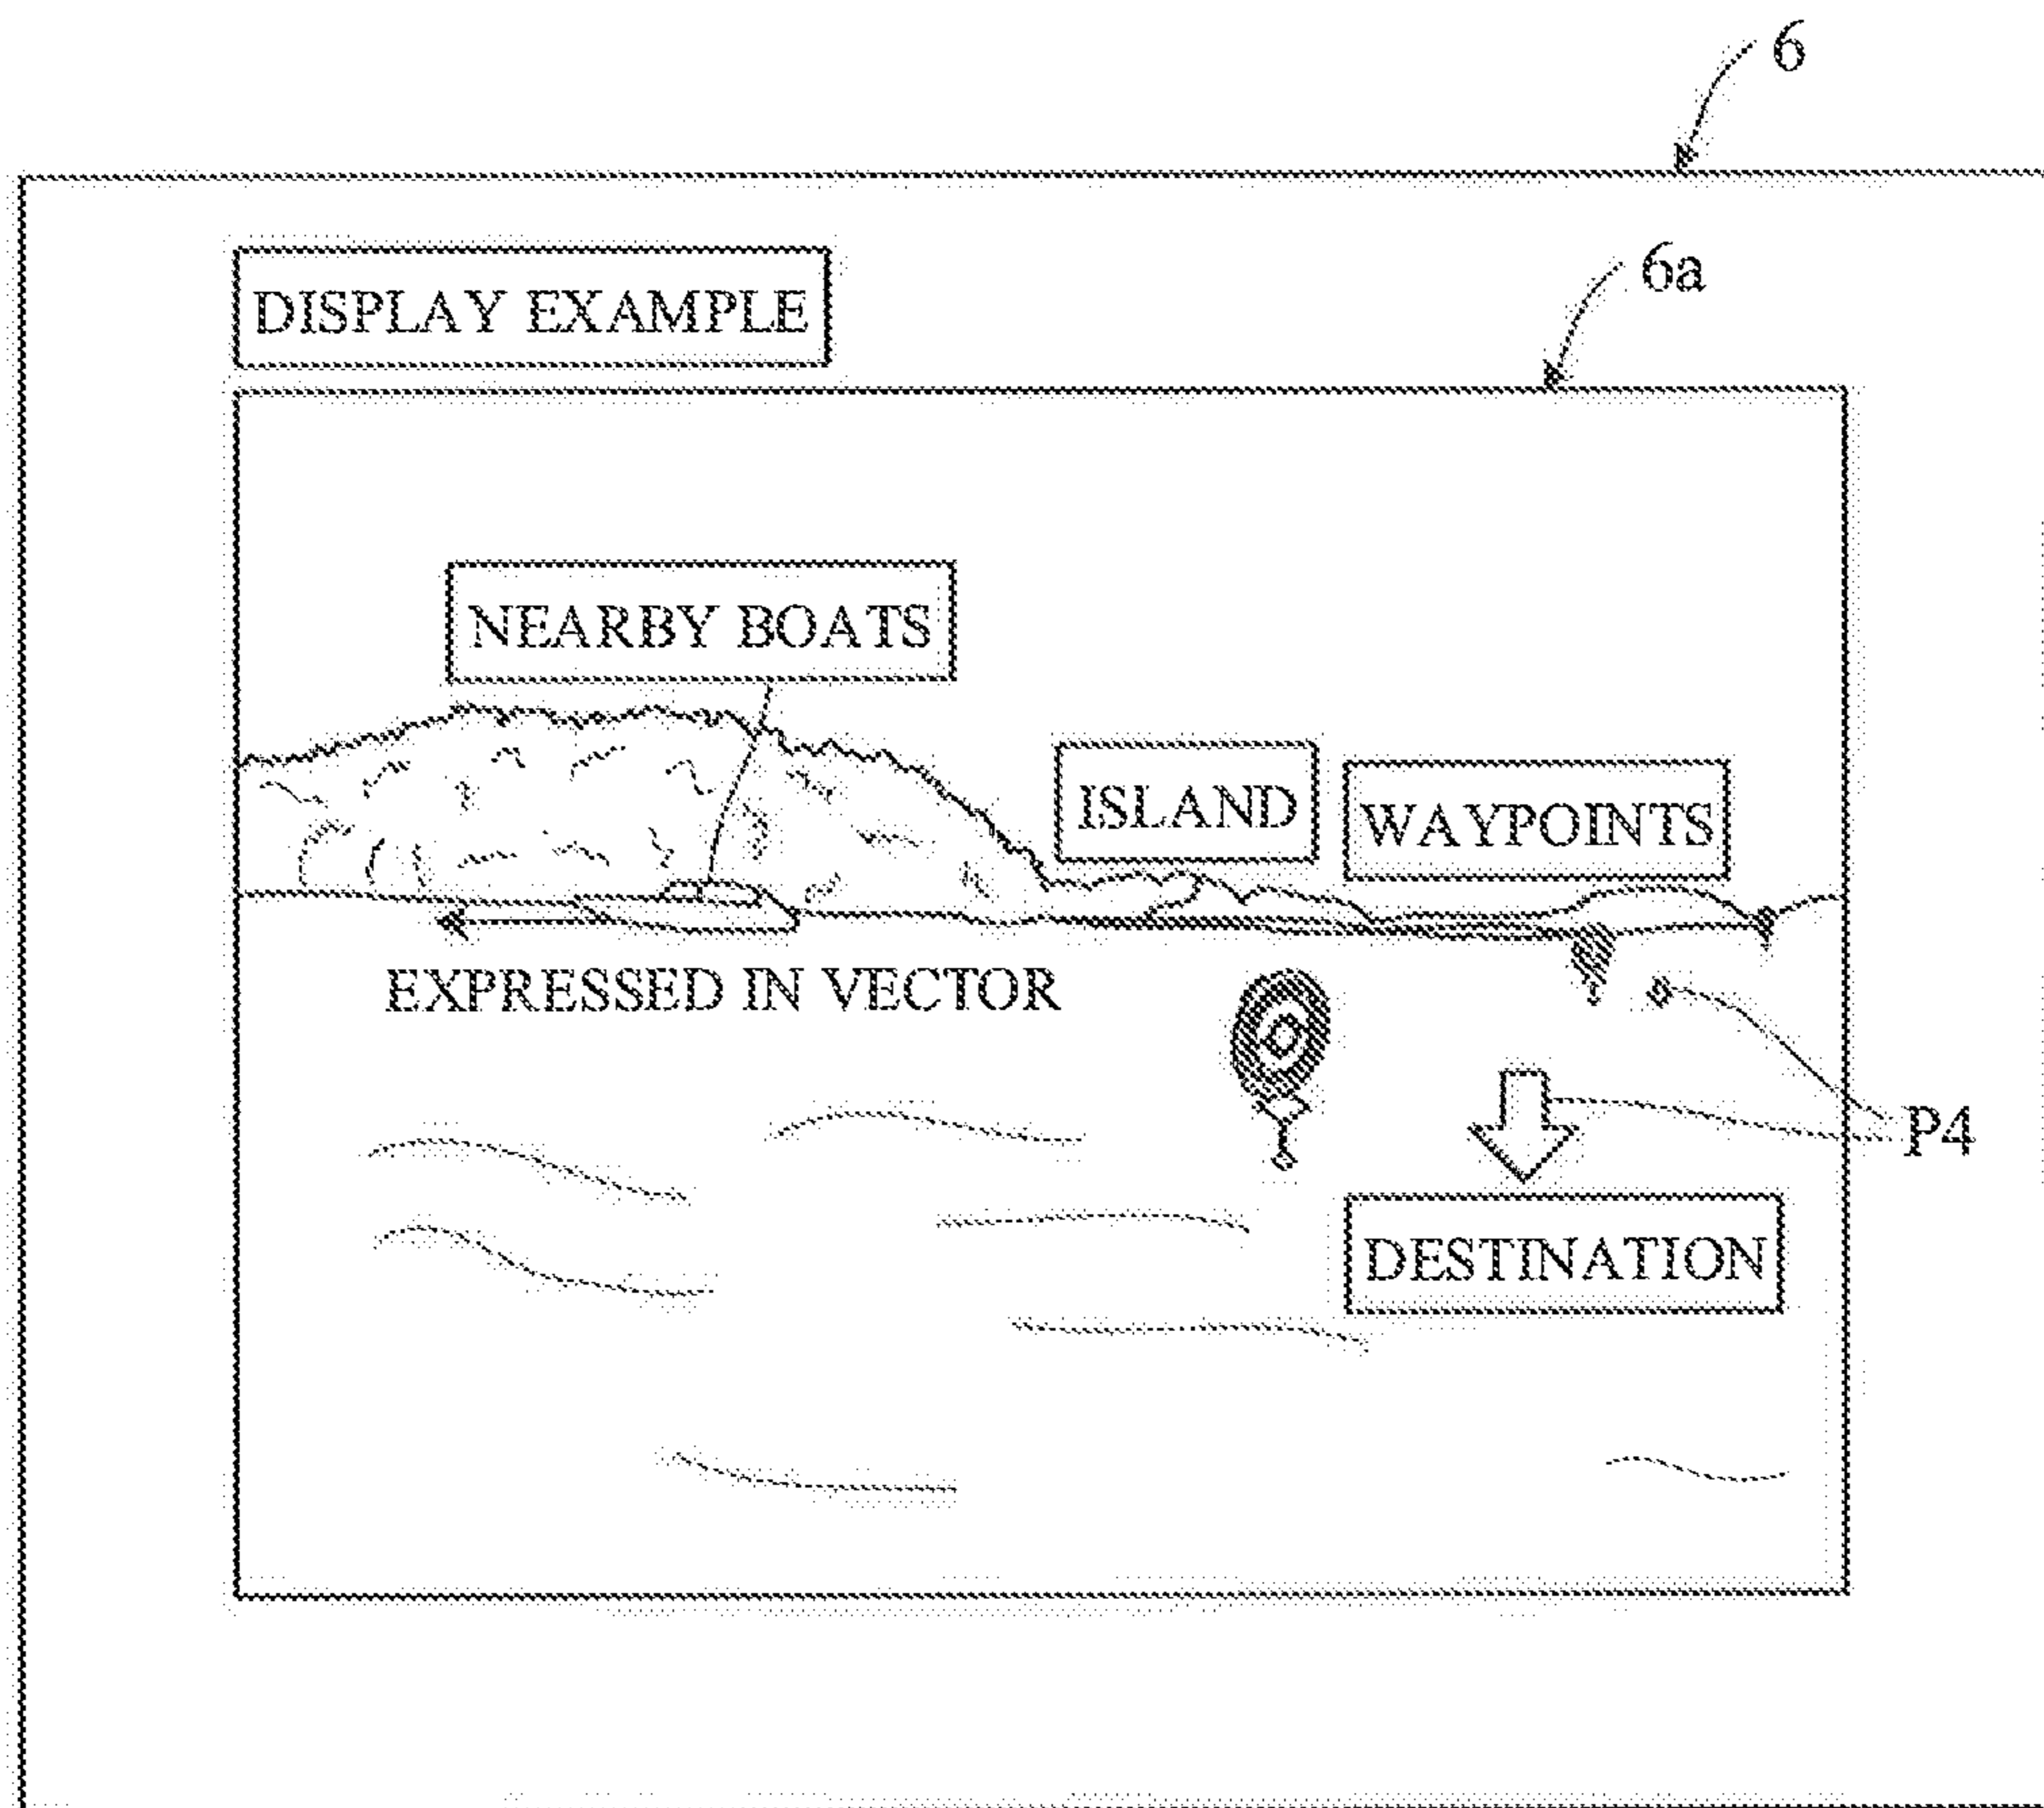 6
6a
DISPLAY EXAMPLE
NEARBY BOATS
ISLAND
WAYPOINTS
EXPRESSED IN VECTOR
P4
DESTINATION